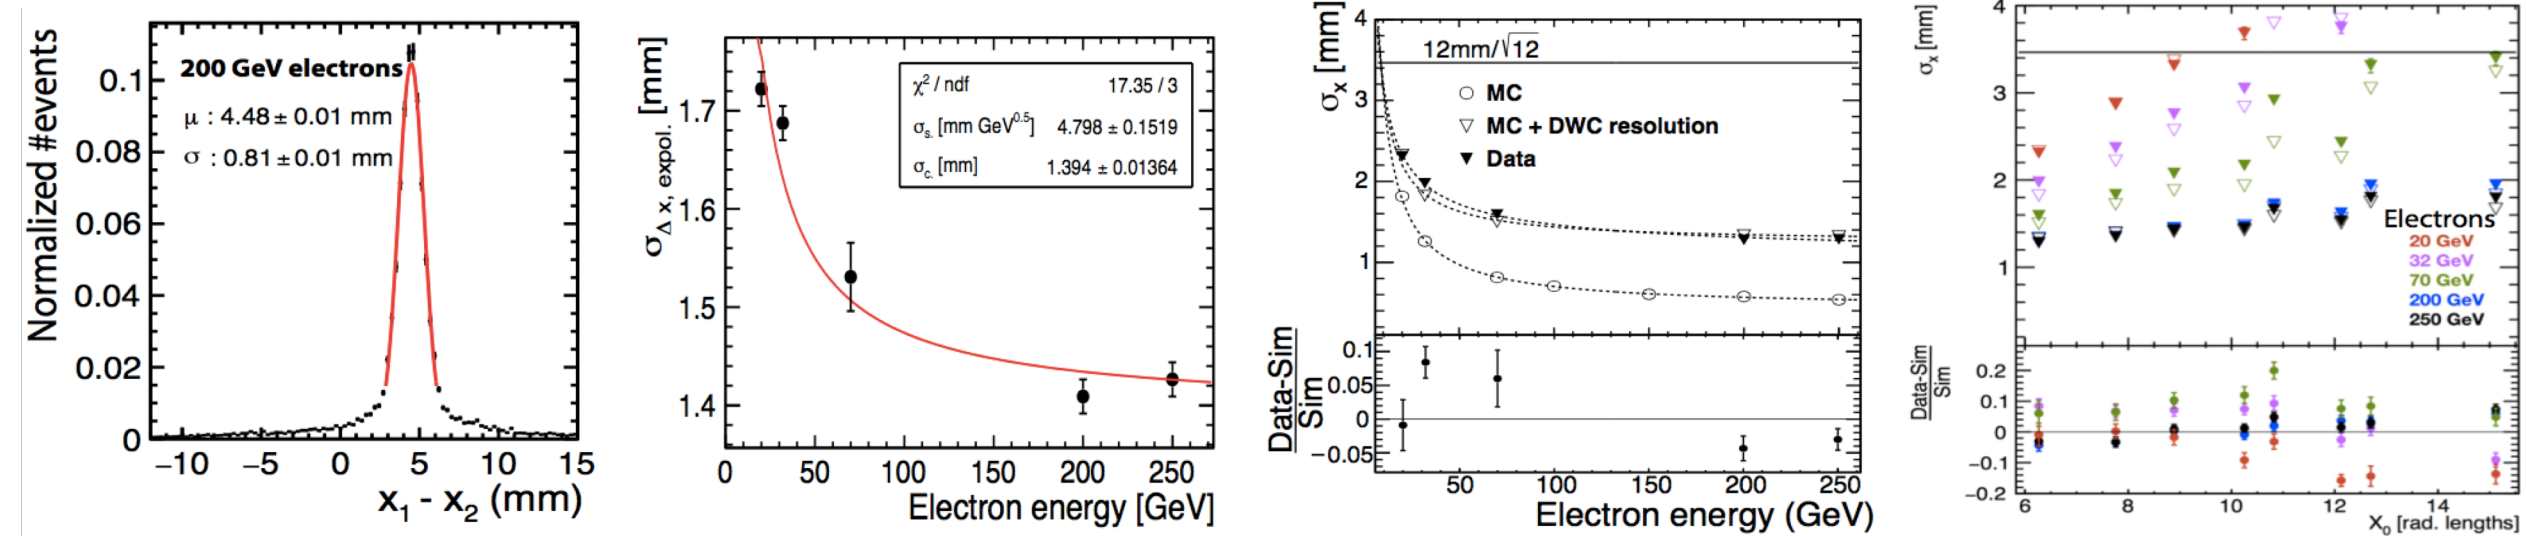 Normalized #events
0.1
0.08
0.06
0.04
0.02
0
200 GeV electrons
μ : 4.48 ± 0.01 mm
σ : 0.81 ± 0.01 mm
−10 −5 0 5 10 15
x1 - x2 (mm)
σΔ x, expol. [mm]
1.7
1.6
1.5
1.4
χ2 / ndf 17.35 / 3
σs. [mm GeV0.5] 4.798 ± 0.1519
σc. [mm] 1.394 ± 0.01364
0 50 100 150 200 250
Electron energy [GeV]
σx [mm]
4
3
2
1
12mm/√12
MC
MC + DWC resolution
Data
Data-Sim
Sim
0.1
0.05
0
−0.05
50 100 150 200 250
Electron energy (GeV)
σx [mm]
4
3
2
1
Electrons
20 GeV
32 GeV
70 GeV
200 GeV
250 GeV
Data-Sim
Sim
0.2
0.1
0
−0.1
−0.2
6 8 10 12 14
X0 [rad. lengths]